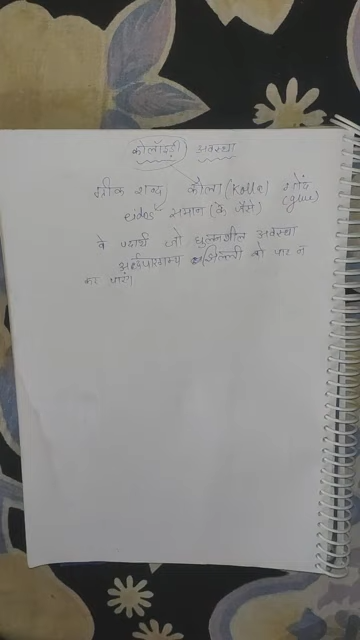 कोलॉइडी अवस्था
ग्रीक शब्द कोला (Kolla) गोंद
eidos समान (के जैसे) (glue)
वे पदार्थ जो घुलनशील अवस्था
अर्द्धपारगम्य झिल्ली को पार न
कर पाएं।